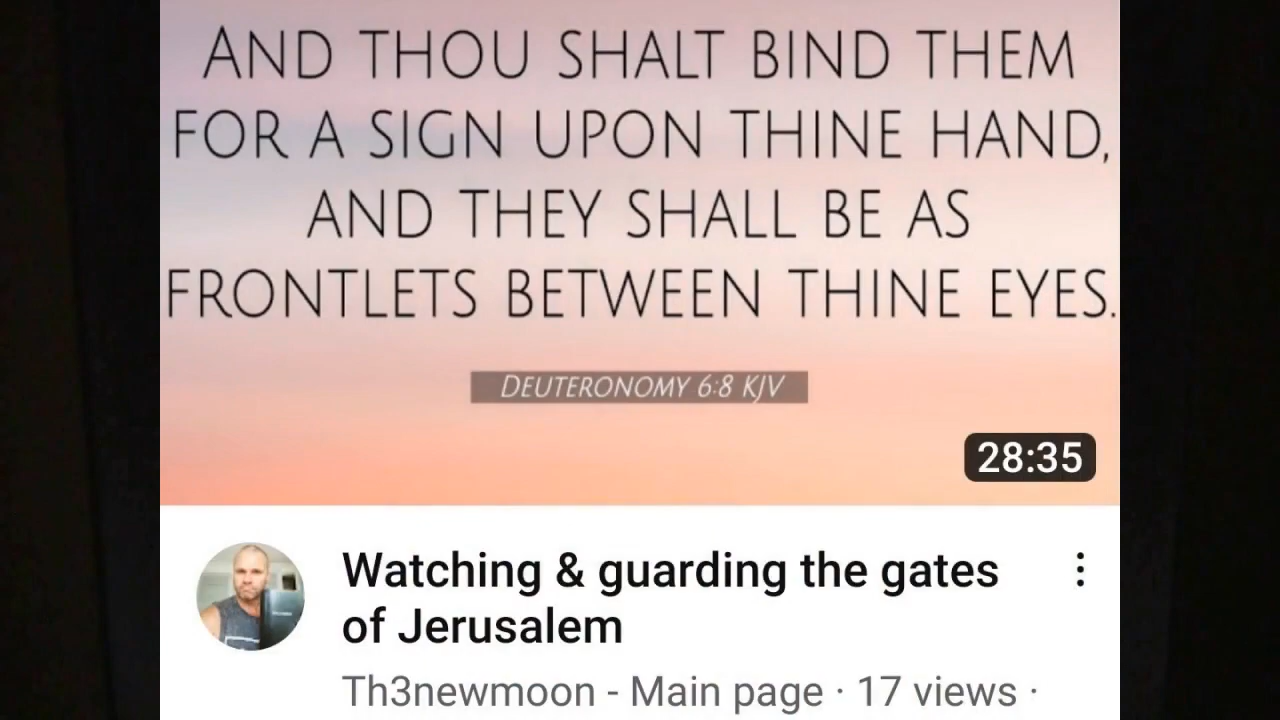 AND THOU SHALT BIND THEM
FOR A SIGN UPON THINE HAND,
AND THEY SHALL BE AS
FRONTLETS BETWEEN THINE EYES.
DEUTERONOMY 6:8 KJV
28:35
Watching & guarding the gates
of Jerusalem
Th3newmoon - Main page · 17 views ·